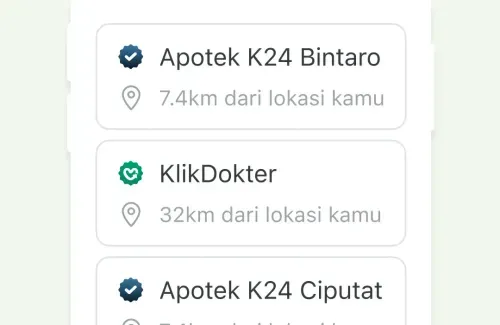 Apotek K24 Bintaro
7.4km dari lokasi kamu
KlikDokter
32km dari lokasi kamu
Apotek K24 Ciputat